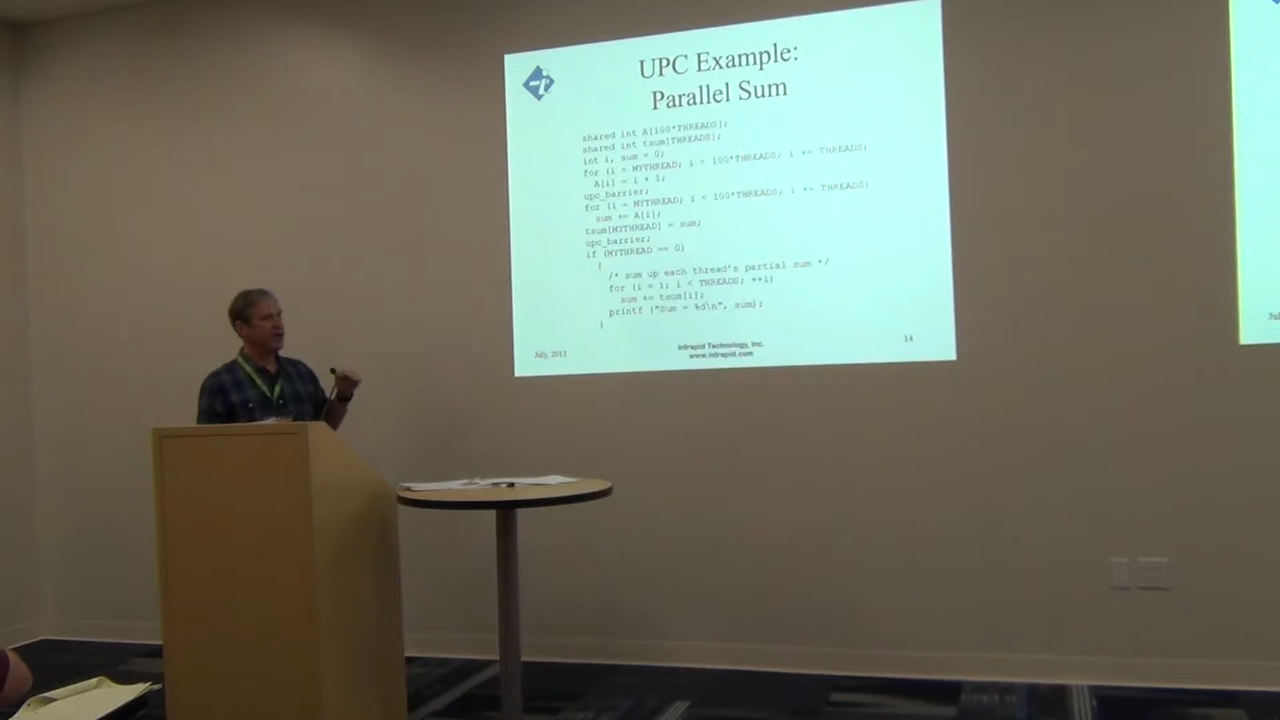 UPC Example:
Parallel Sum
shared int A[100*THREADS];
shared int tsum[THREADS];
int i, sum = 0;
for (i = MYTHREAD; i < 100*THREADS; i += THREADS)
A[i] = i + 1;
upc_barrier;
for (i = MYTHREAD; i < 100*THREADS; i += THREADS)
sum += A[i];
tsum[MYTHREAD] = sum;
upc_barrier;
if (MYTHREAD == 0)
{
/* sum up each thread's partial sum */
for (i = 1; i < THREADS; ++i)
sum += tsum[i];
printf ("Sum = %d\n", sum);
}
July, 2013
Intrepid Technology, Inc.
www.intrepid.com
14